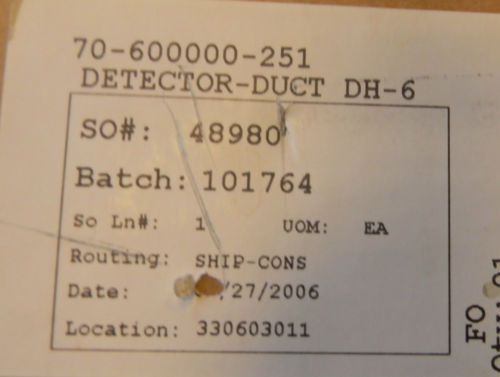 70-600000-251
DETECTOR-DUCT DH-6
SO#: 48980
Batch: 101764
So Ln#: 1 UOM: EA
Routing: SHIP-CONS
Date: /27/2006
Location: 330603011
FO